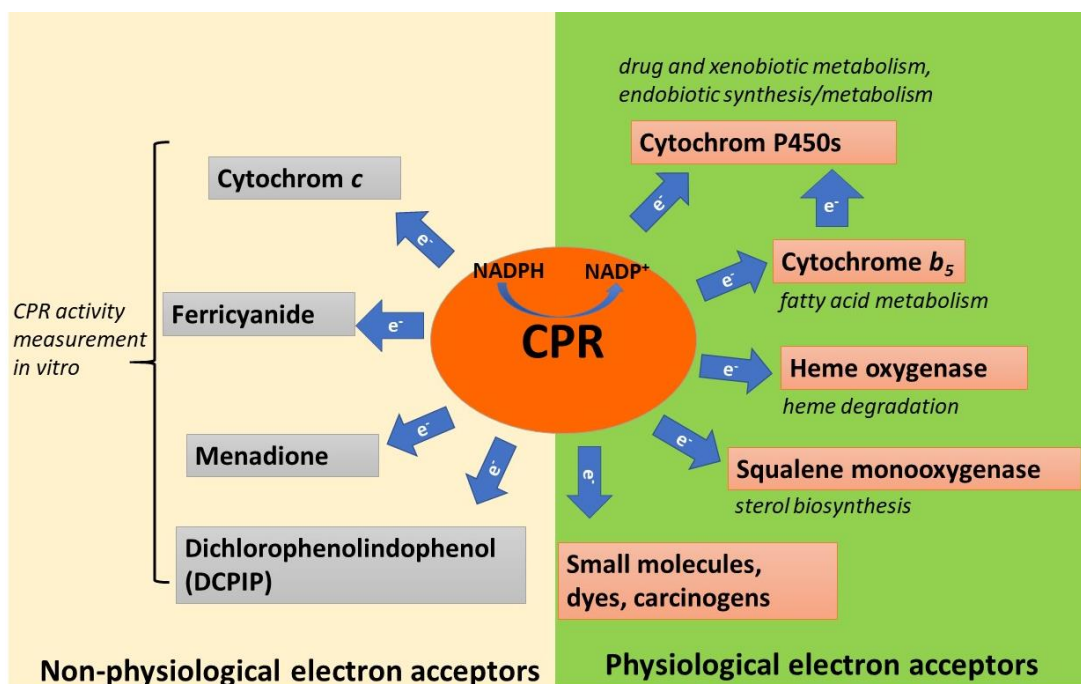 drug and xenobiotic metabolism,
endobiotic synthesis/metabolism
Cytochrom P450s
Cytochrom c
e-
e-
e-
Cytochrome b5
e-
fatty acid metabolism
NADPH
NADP+
CPR
CPR activity
measurement
in vitro
Ferricyanide
e-
e-
Heme oxygenase
heme degradation
Menadione
e-
e-
e-
e-
Squalene monooxygenase
sterol biosynthesis
Dichlorophenolindophenol
(DCPIP)
Small molecules,
dyes, carcinogens
Non-physiological electron acceptors
Physiological electron acceptors